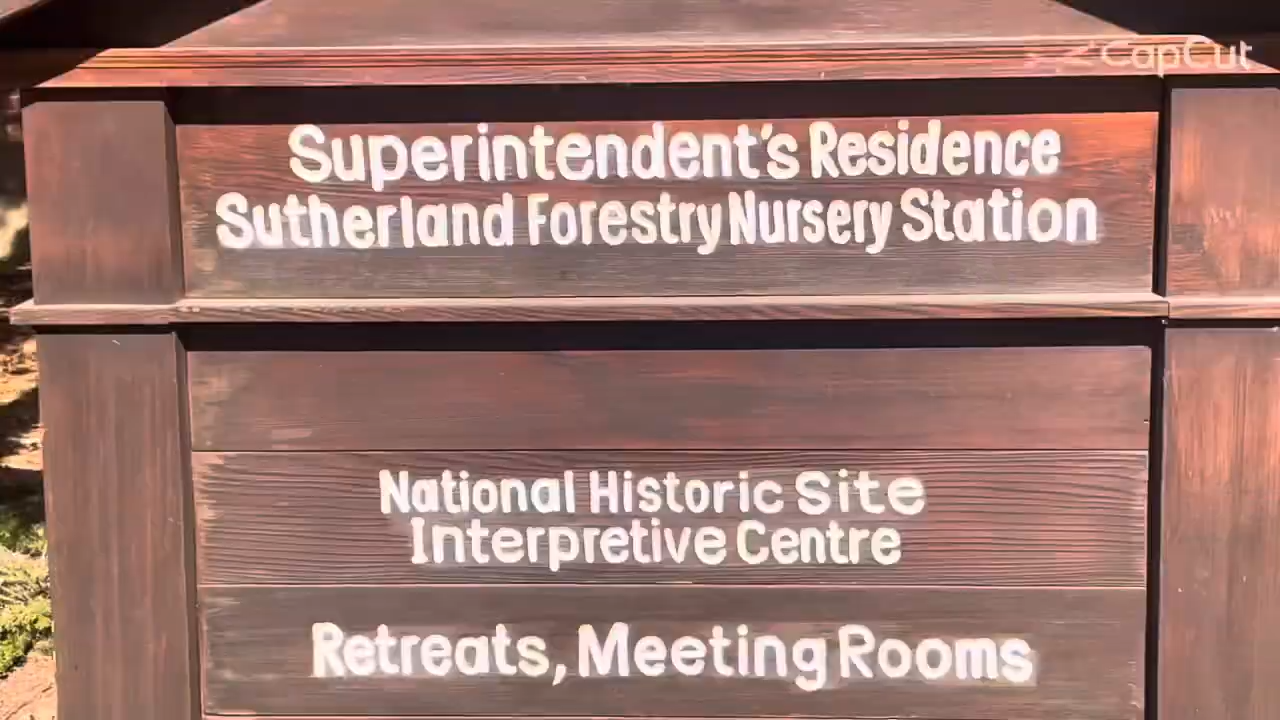 CapCut
Superintendent's Residence
Sutherland Forestry Nursery Station
National Historic Site
Interpretive Centre
Retreats, Meeting Rooms